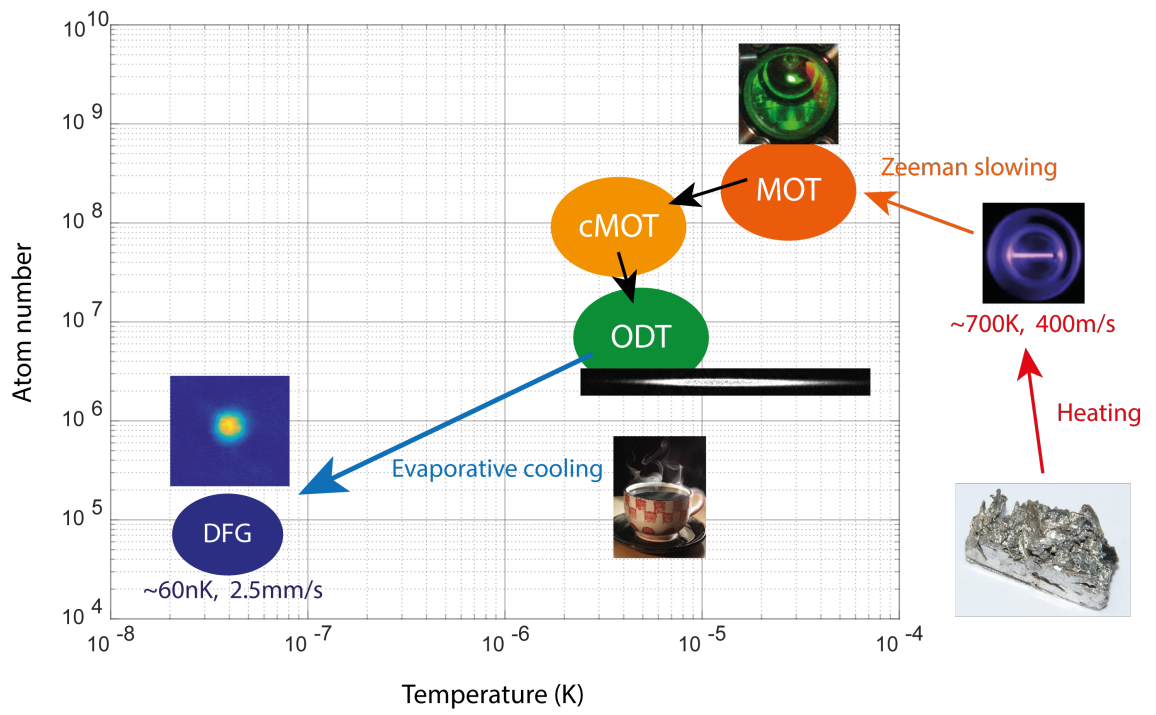 10 10
10 9
10 8
10 7
10 6
10 5
10 4
Atom number
10 -8
10 -7
10 -6
10 -5
10 -4
Temperature (K)
MOT
Zeeman slowing
cMOT
ODT
~700K, 400m/s
Heating
Evaporative cooling
DFG
~60nK, 2.5mm/s